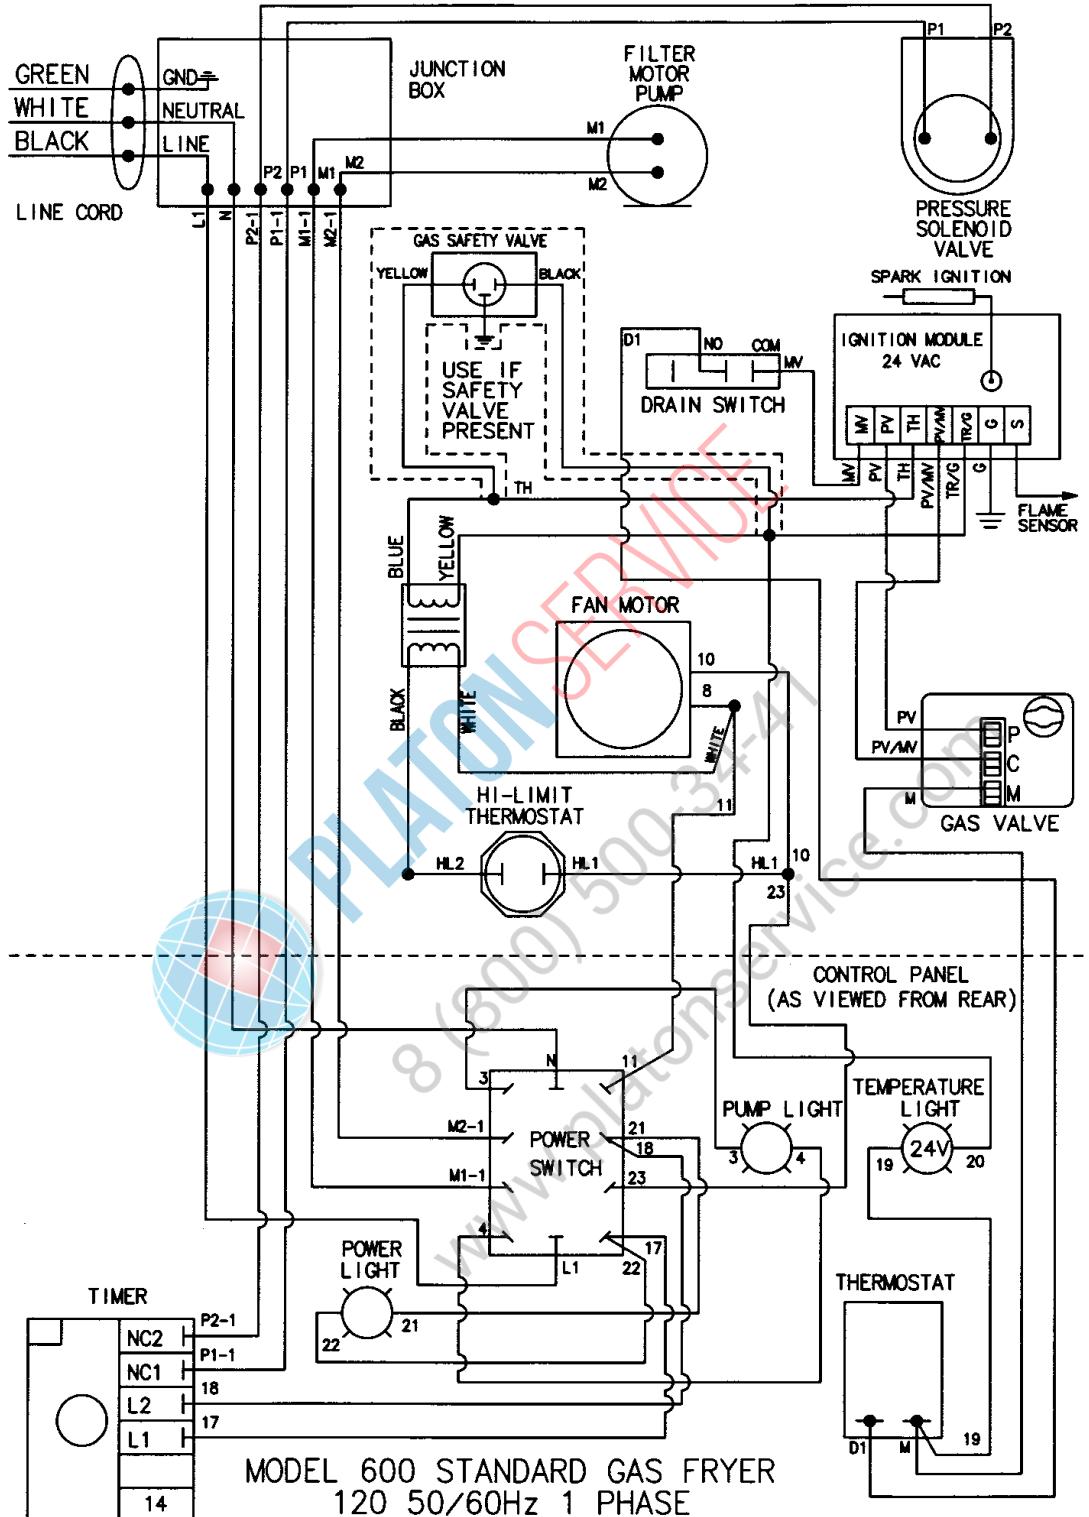 P1
P2
FILTER
MOTOR
PUMP
JUNCTION
BOX
GREEN
GND
WHITE
NEUTRAL
BLACK
LINE
M1
P2
P1
M1
M2
M2
LINE CORD
L1
N
P2-1
P1-1
M1-1
M2-1
PRESSURE
SOLENOID
VALVE
GAS SAFETY VALVE
YELLOW
BLACK
SPARK IGNITION
USE IF
SAFETY
VALVE
PRESENT
D1
NO
COM
MV
DRAIN SWITCH
IGNITION MODULE
24 VAC
MV
PV
TH
PV/MV
TR/G
G
S
MV
PV
TH
PV/MV
TR/G
G
FLAME
SENSOR
TH
BLUE
YELLOW
FAN MOTOR
10
8
BLACK
WHITE
WHITE
11
PV
PV/MV
M
P
C
M
GAS VALVE
HI-LIMIT
THERMOSTAT
HL2
HL1
HL1
10
23
PLATONSERVICE
8 (800) 500-34-41
www.platonservice.com
CONTROL PANEL
(AS VIEWED FROM REAR)
N
11
3
M2-1
21
18
POWER
SWITCH
M1-1
23
4
17
22
L1
PUMP LIGHT
3
4
TEMPERATURE
LIGHT
24V
19
20
POWER
LIGHT
21
22
THERMOSTAT
D1
M
19
TIMER
NC2
P2-1
NC1
P1-1
L2
18
L1
17
14
MODEL 600 STANDARD GAS FRYER
120 50/60Hz 1 PHASE